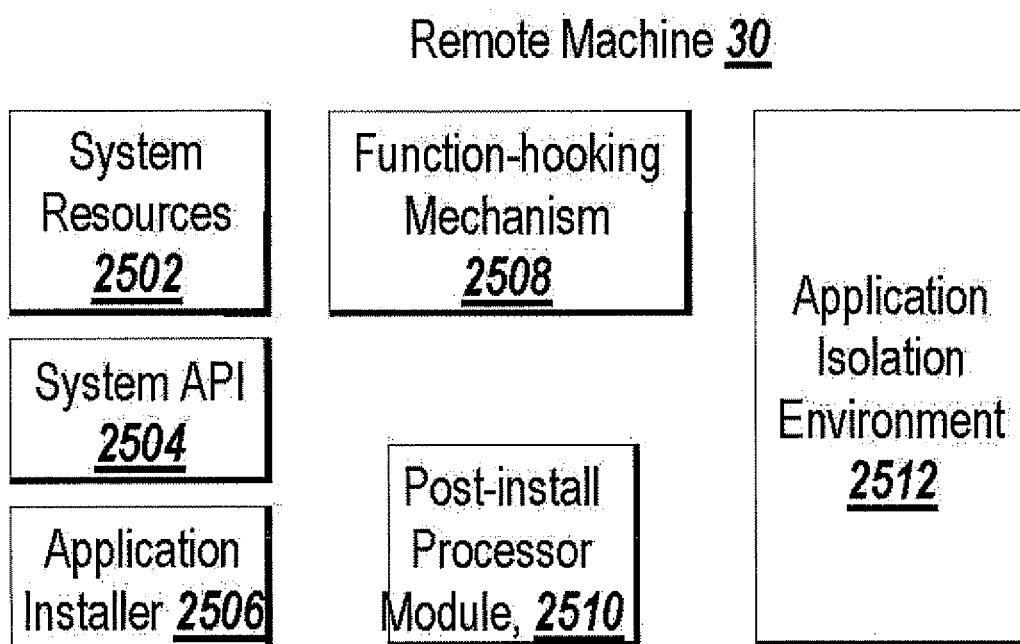 Remote Machine 30
System
Resources
2502
Function-hooking
Mechanism
2508
Application
Isolation
Environment
2512
System API
2504
Post-install
Processor
Module, 2510
Application
Installer 2506